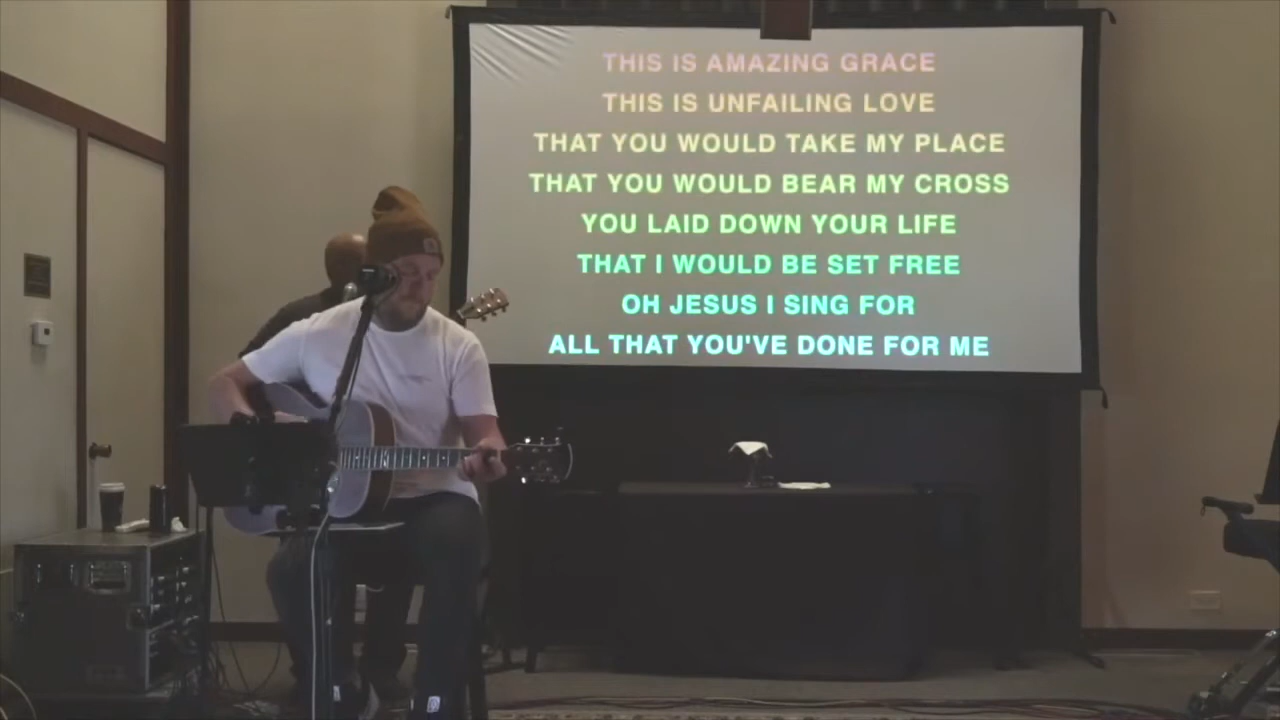 THIS IS AMAZING GRACE
THIS IS UNFAILING LOVE
THAT YOU WOULD TAKE MY PLACE
THAT YOU WOULD BEAR MY CROSS
YOU LAID DOWN YOUR LIFE
THAT I WOULD BE SET FREE
OH JESUS I SING FOR
ALL THAT YOU'VE DONE FOR ME